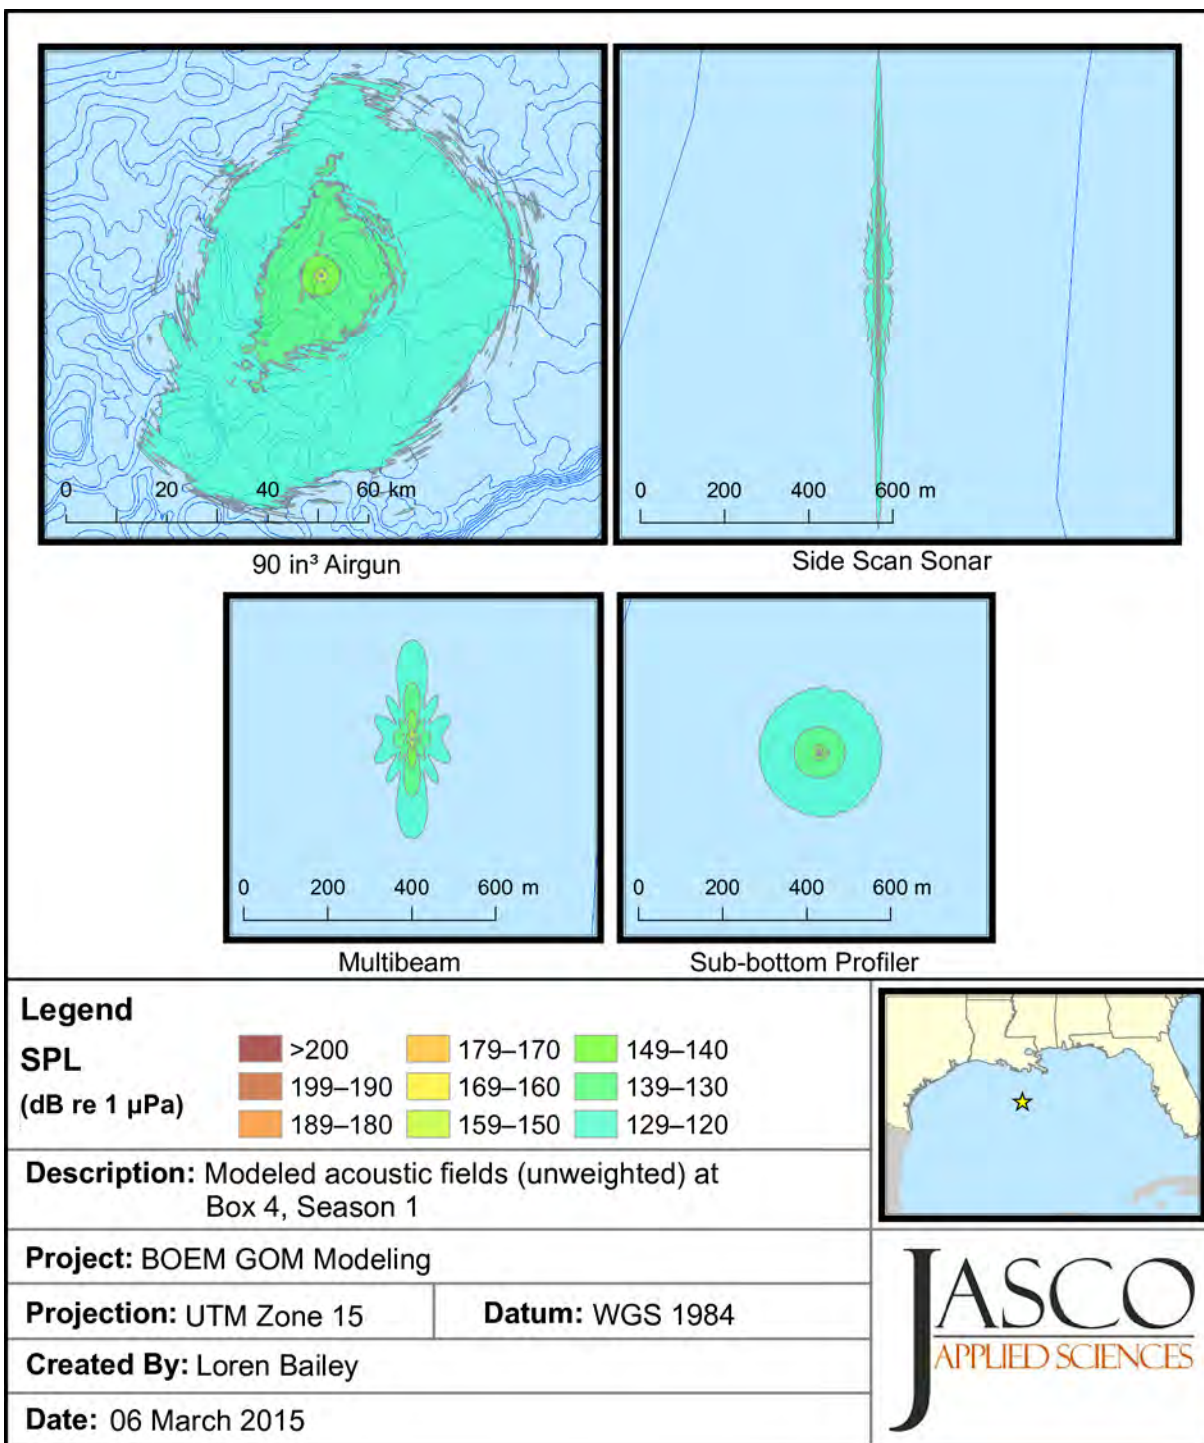 0 20 40 60 km
0 200 400 600 m
90 in³ Airgun
Side Scan Sonar
0 200 400 600 m
0 200 400 600 m
Multibeam
Sub-bottom Profiler
Legend
SPL
(dB re 1 µPa)
>200
179–170
149–140
199–190
169–160
139–130
189–180
159–150
129–120
Description: Modeled acoustic fields (unweighted) at
Box 4, Season 1
Project: BOEM GOM Modeling
Projection: UTM Zone 15
Datum: WGS 1984
Created By: Loren Bailey
Date: 06 March 2015
JASCO
APPLIED SCIENCES